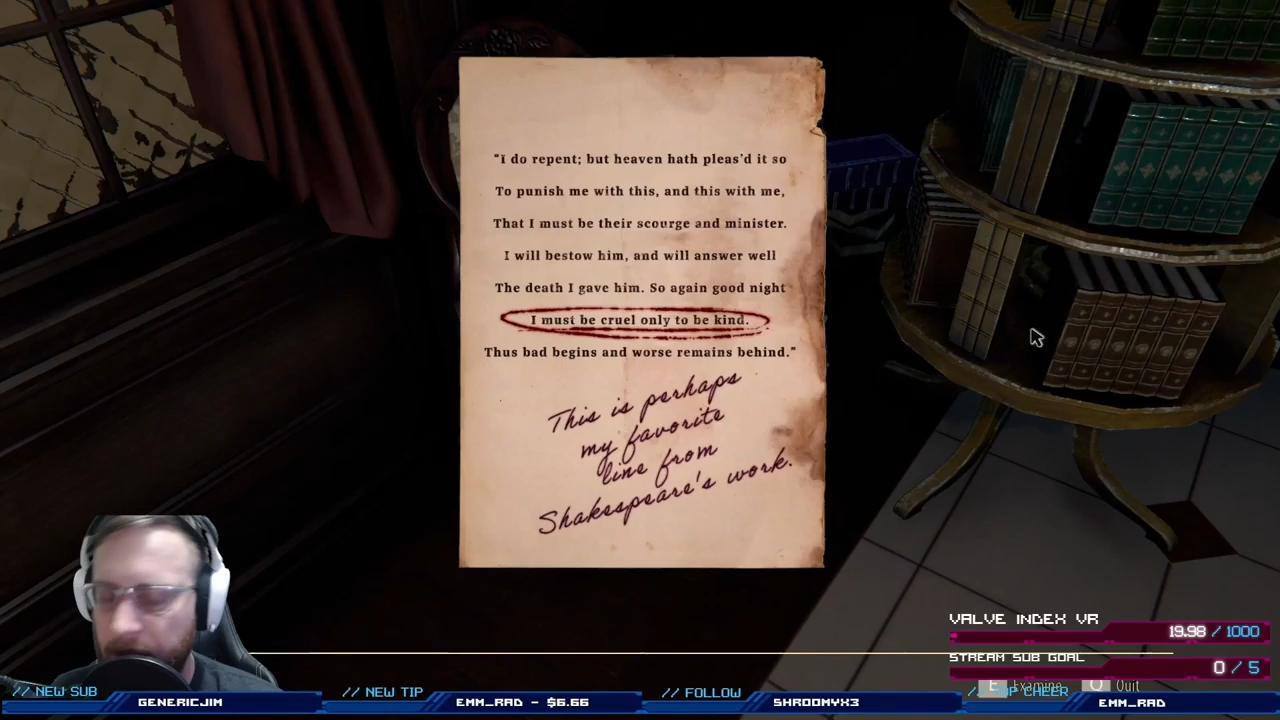 "I do repent; but heaven hath pleas'd it so
To punish me with this, and this with me,
That I must be their scourge and minister.
I will bestow him, and will answer well
The death I gave him. So again good night
I must be cruel only to be kind.
Thus bad begins and worse remains behind."
This is perhaps
my favorite
line from
Shakespeare's work.
VALVE INDEX VR
19.98 / 1000
STREAM SUB GOAL
0 / 5
E Examine Q Quit
// NEW SUB
GENERICJIM
// NEW TIP
EMM_RAD - $6.66
// FOLLOW
SHROOMYX3
// TOP CHEER
EMM_RAD